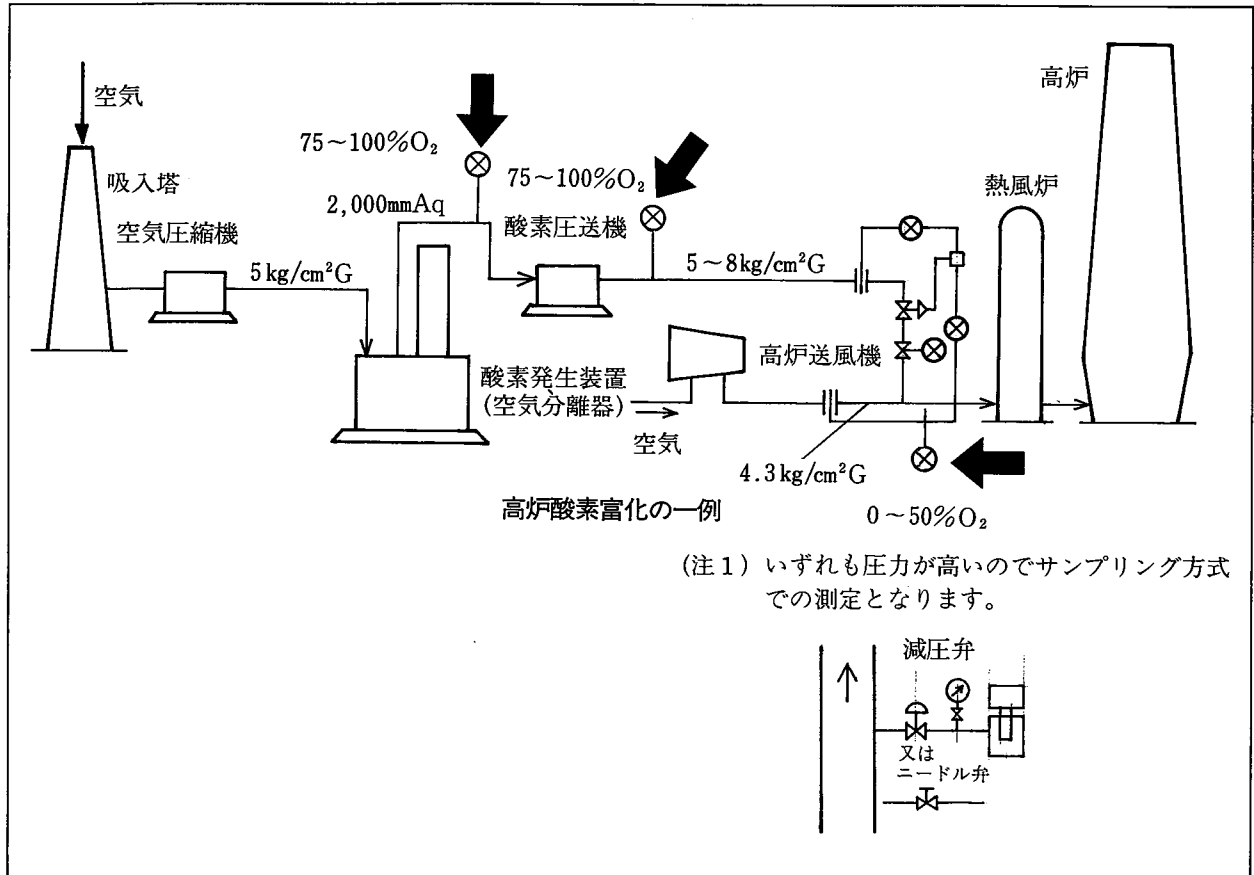 空気
吸入塔
空気圧縮機
5kg/cm²G
75~100%O₂
2,000mmAq
75~100%O₂
酸素圧送機
5~8kg/cm²G
高炉
熱風炉
酸素発生装置
(空気分離器)
空気
高炉送風機
4.3kg/cm²G
0~50%O₂
高炉酸素富化の一例
(注1) いずれも圧力が高いのでサンプリング方式
での測定となります。
減圧弁
又は
ニードル弁